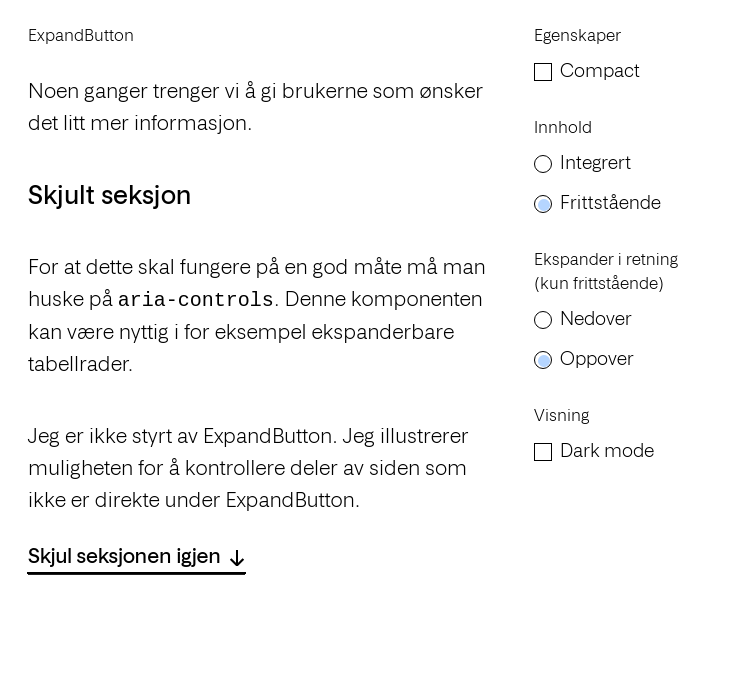 ExpandButton
Noen ganger trenger vi å gi brukerne som ønsker
det litt mer informasjon.
Skjult seksjon
For at dette skal fungere på en god måte må man
huske på aria-controls. Denne komponenten
kan være nyttig i for eksempel ekspanderbare
tabellrader.
Jeg er ikke styrt av ExpandButton. Jeg illustrerer
muligheten for å kontrollere deler av siden som
ikke er direkte under ExpandButton.
Skjul seksjonen igjen
Egenskaper
Compact
Innhold
Integrert
Frittstående
Ekspander i retning
(kun frittstående)
Nedover
Oppover
Visning
Dark mode